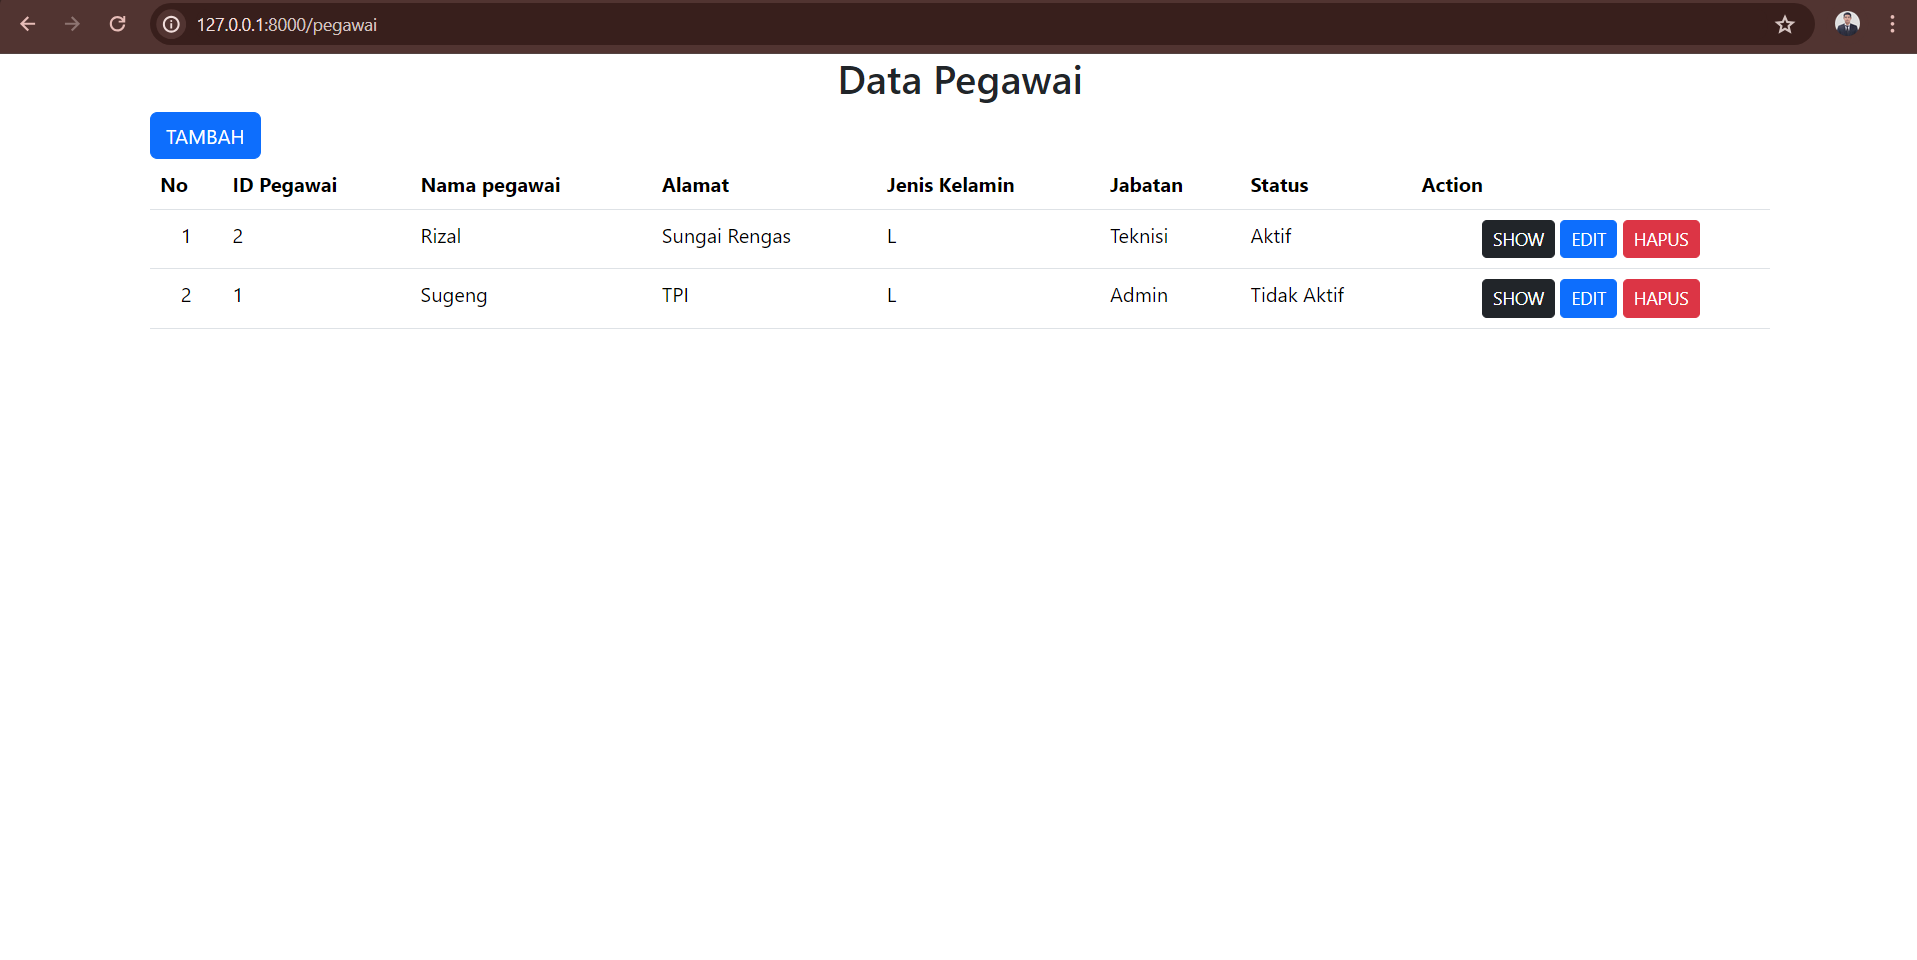 127.0.0.1:8000/pegawai
Data Pegawai
TAMBAH
No ID Pegawai Nama pegawai Alamat Jenis Kelamin Jabatan Status Action
1 2 Rizal Sungai Rengas L Teknisi Aktif SHOW EDIT HAPUS
2 1 Sugeng TPI L Admin Tidak Aktif SHOW EDIT HAPUS